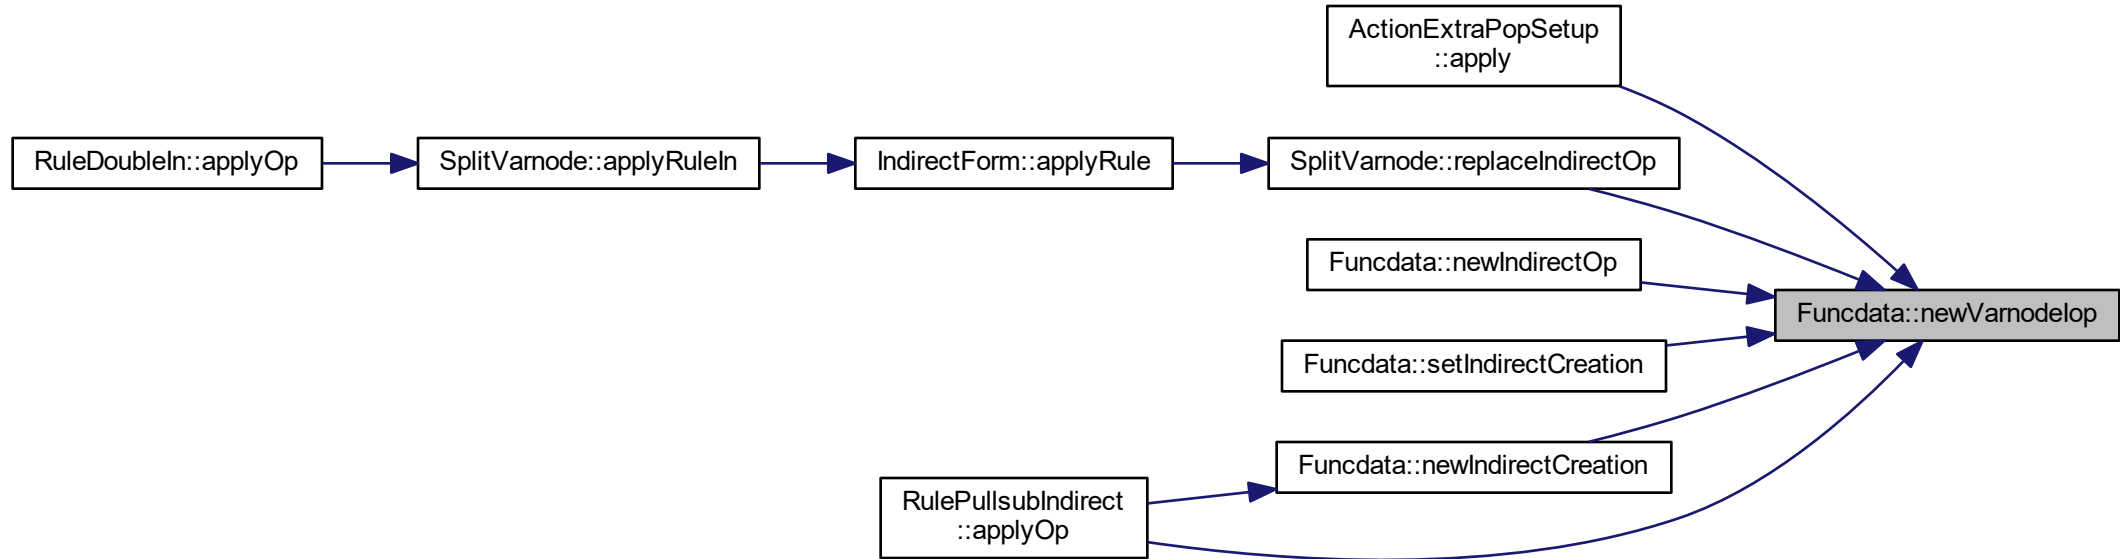 ActionExtraPopSetup
::apply
RuleDoubleIn::applyOp
SplitVarnode::applyRuleIn
IndirectForm::applyRule
SplitVarnode::replaceIndirectOp
Funcdata::newIndirectOp
Funcdata::newVarnodeIop
Funcdata::setIndirectCreation
Funcdata::newIndirectCreation
RulePullsubIndirect
::applyOp